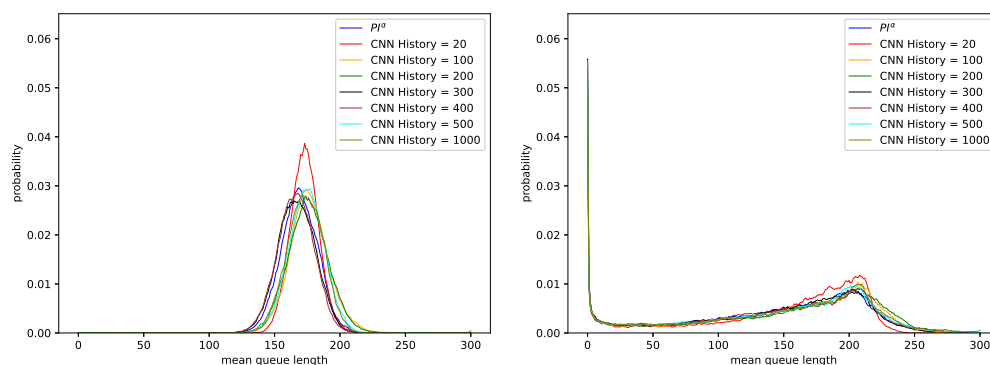 0.06
0.05
0.04
0.03
0.02
0.01
0.00
probability
0 50 100 150 200 250 300
mean queue length
PI^α
CNN History = 20
CNN History = 100
CNN History = 200
CNN History = 300
CNN History = 400
CNN History = 500
CNN History = 1000
0.06
0.05
0.04
0.03
0.02
0.01
0.00
probability
0 50 100 150 200 250 300
mean queue length
PI^α
CNN History = 20
CNN History = 100
CNN History = 200
CNN History = 300
CNN History = 400
CNN History = 500
CNN History = 1000